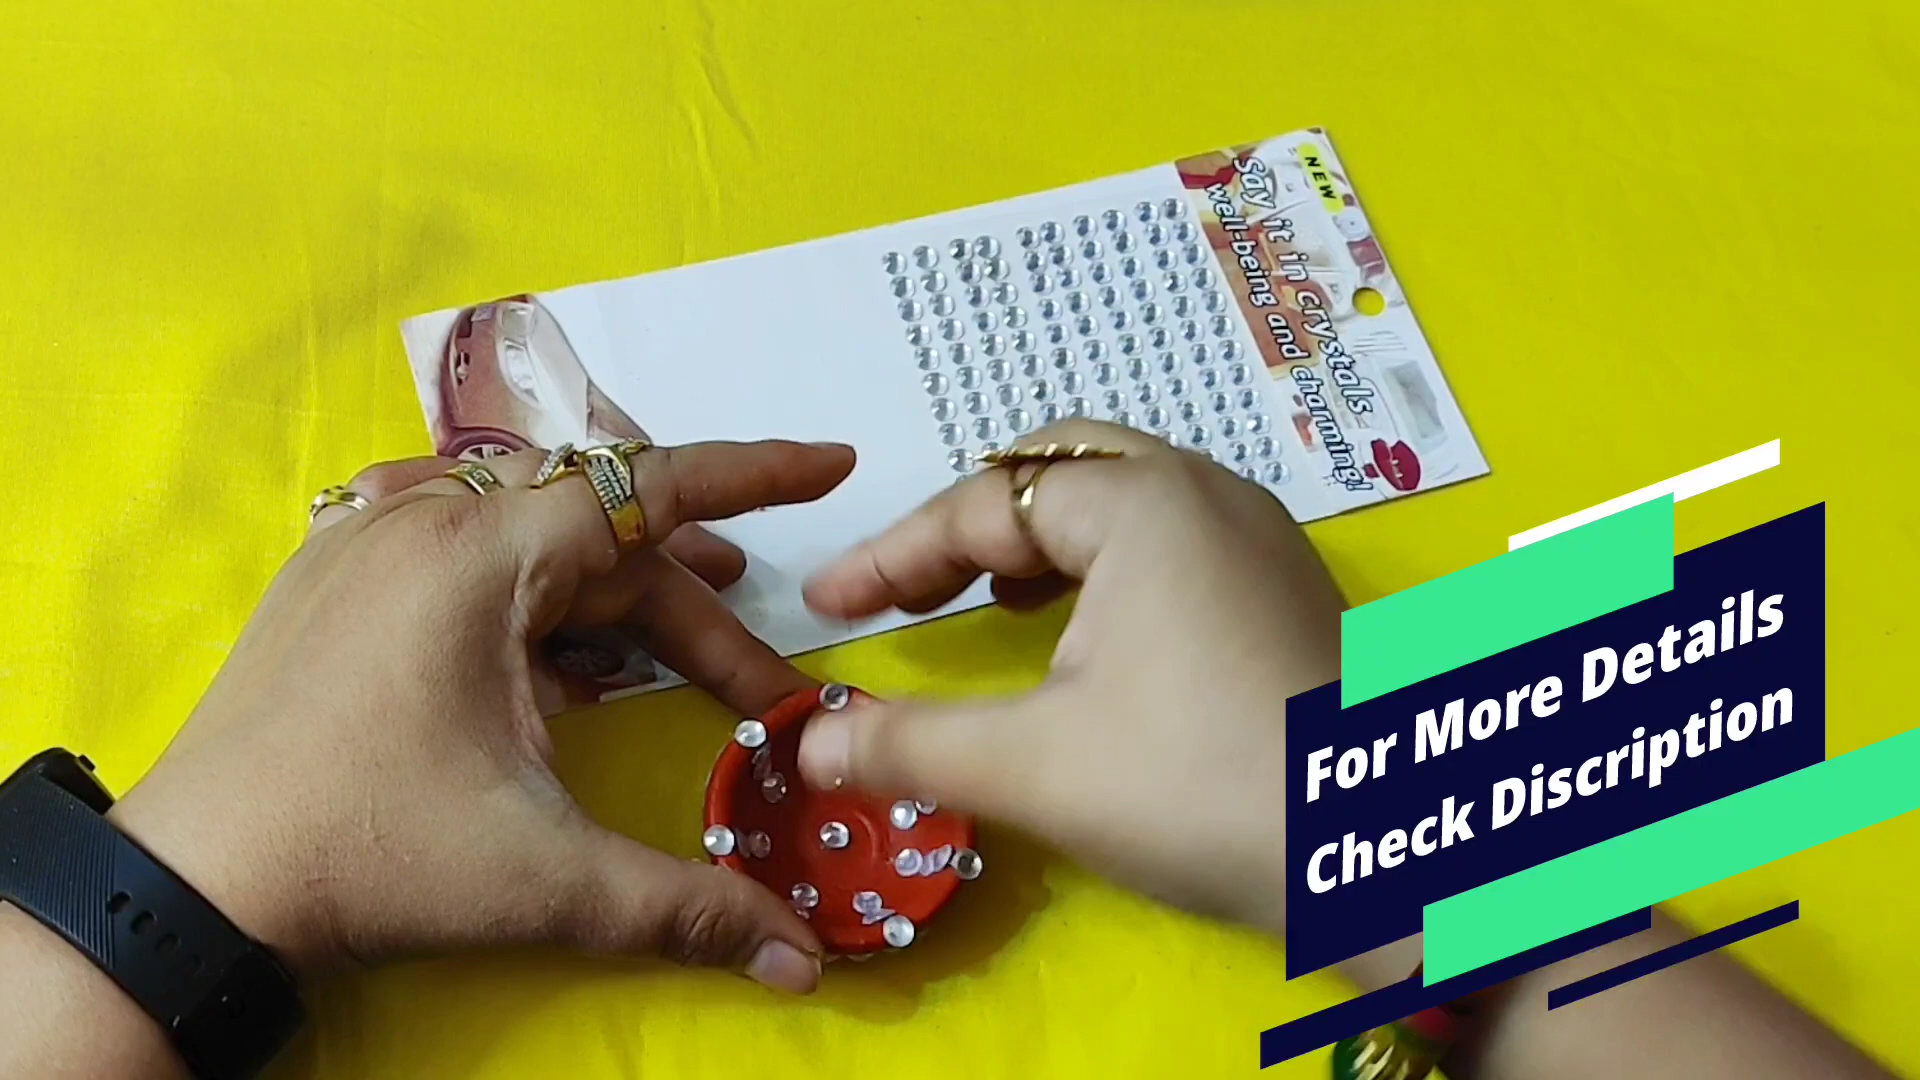 NEW
Say it in crystals
well-being and charming!
For More Details
Check Discription